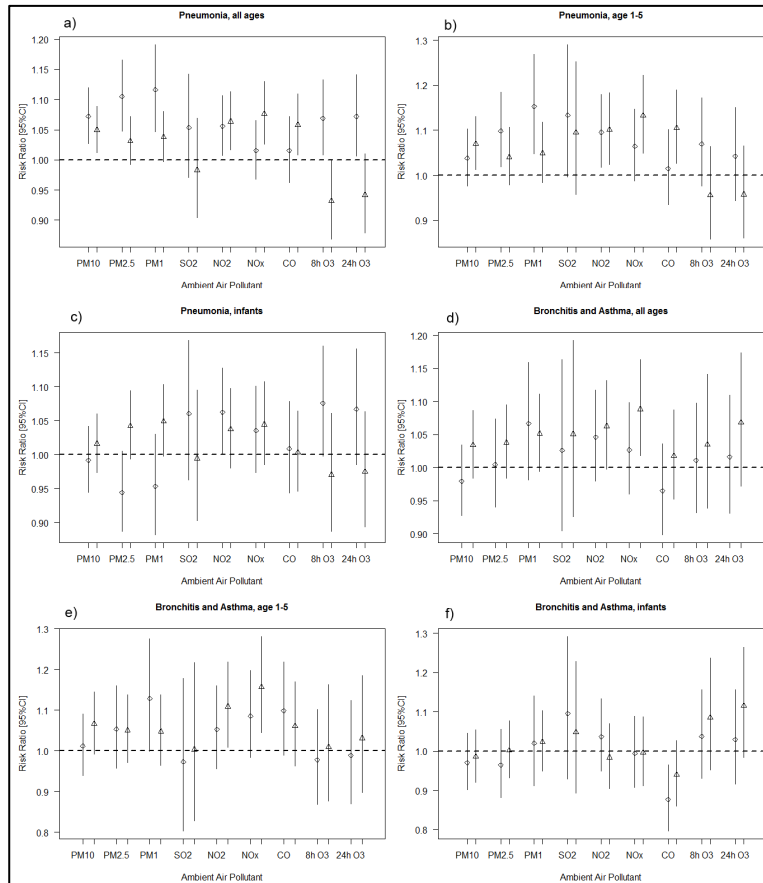 a)
Pneumonia, all ages
Risk Ratio [95%CI]
1.20
1.15
1.10
1.05
1.00
0.95
0.90
PM10 PM2.5 PM1 SO2 NO2 NOx CO 8h O3 24h O3
Ambient Air Pollutant
b)
Pneumonia, age 1-5
Risk Ratio [95%CI]
1.3
1.2
1.1
1.0
0.9
PM10 PM2.5 PM1 SO2 NO2 NOx CO 8h O3 24h O3
Ambient Air Pollutant
c)
Pneumonia, infants
Risk Ratio [95%CI]
1.15
1.10
1.05
1.00
0.95
0.90
PM10 PM2.5 PM1 SO2 NO2 NOx CO 8h O3 24h O3
Ambient Air Pollutant
d)
Bronchitis and Asthma, all ages
Risk Ratio [95%CI]
1.20
1.15
1.10
1.05
1.00
0.95
0.90
PM10 PM2.5 PM1 SO2 NO2 NOx CO 8h O3 24h O3
Ambient Air Pollutant
e)
Bronchitis and Asthma, age 1-5
Risk Ratio [95%CI]
1.3
1.2
1.1
1.0
0.9
0.8
PM10 PM2.5 PM1 SO2 NO2 NOx CO 8h O3 24h O3
Ambient Air Pollutant
f)
Bronchitis and Asthma, infants
Risk Ratio [95%CI]
1.3
1.2
1.1
1.0
0.9
0.8
PM10 PM2.5 PM1 SO2 NO2 NOx CO 8h O3 24h O3
Ambient Air Pollutant